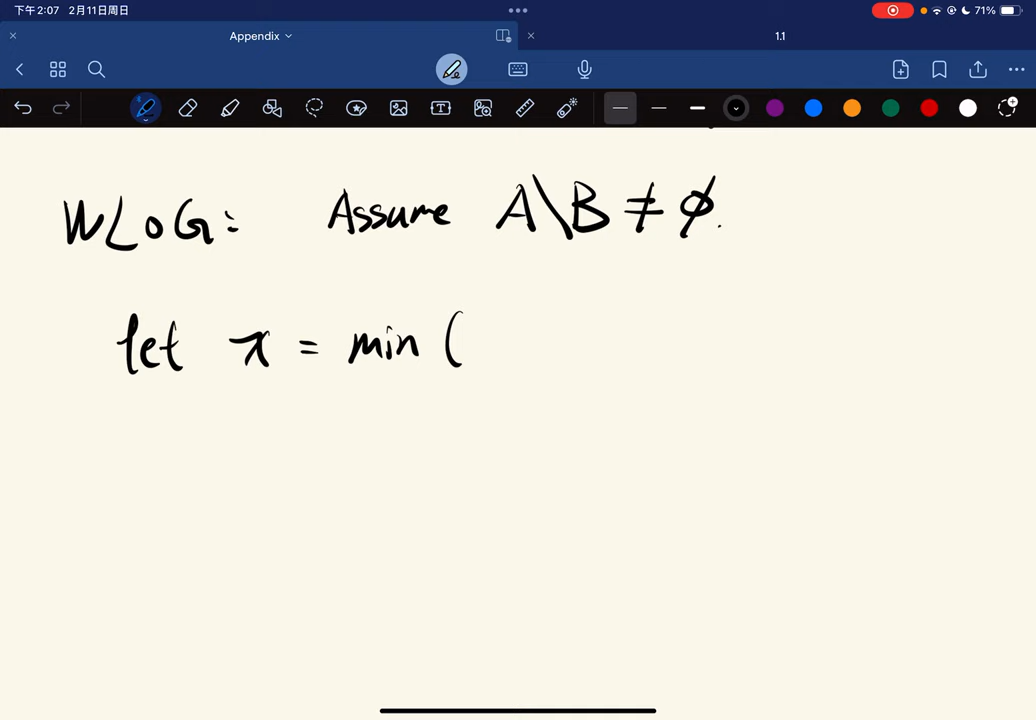 下午2:07 2月11日周日
71%
Appendix
1.1
WLoG: Assume A\B ≠ ϕ.
let x = min (